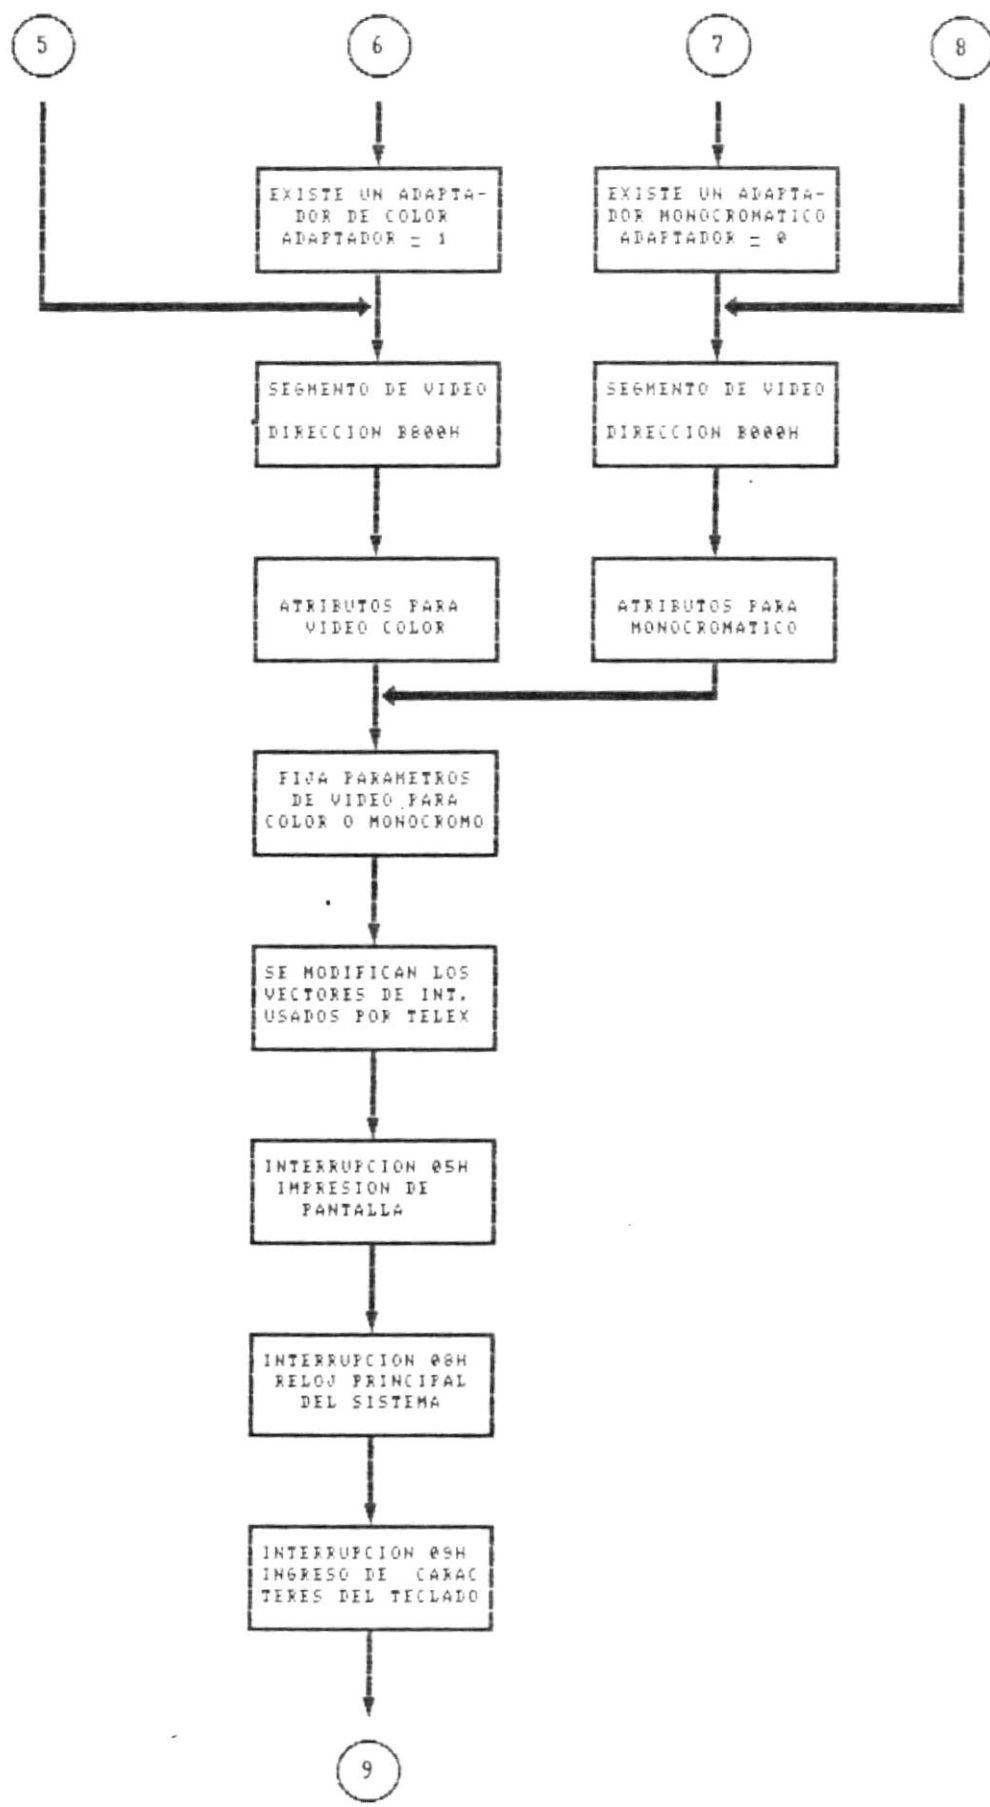 5
6
7
8
EXISTE UN ADAPTA-
DOR DE COLOR
ADAPTADOR = 1
EXISTE UN ADAPTA-
DOR MONOCROMATICO
ADAPTADOR = 0
SEGMENTO DE VIDEO
DIRECCION B800H
SEGMENTO DE VIDEO
DIRECCION B000H
ATRIBUTOS PARA
VIDEO COLOR
ATRIBUTOS PARA
MONOCROMATICO
FIJA PARAMETROS
DE VIDEO PARA
COLOR O MONOCROMO
SE MODIFICAN LOS
VECTORES DE INT.
USADOS POR TELEX
INTERRUPCION 05H
IMPRESION DE
PANTALLA
INTERRUPCION 08H
RELOJ PRINCIPAL
DEL SISTEMA
INTERRUPCION 09H
INGRESO DE CARAC
TERES DEL TECLADO
9